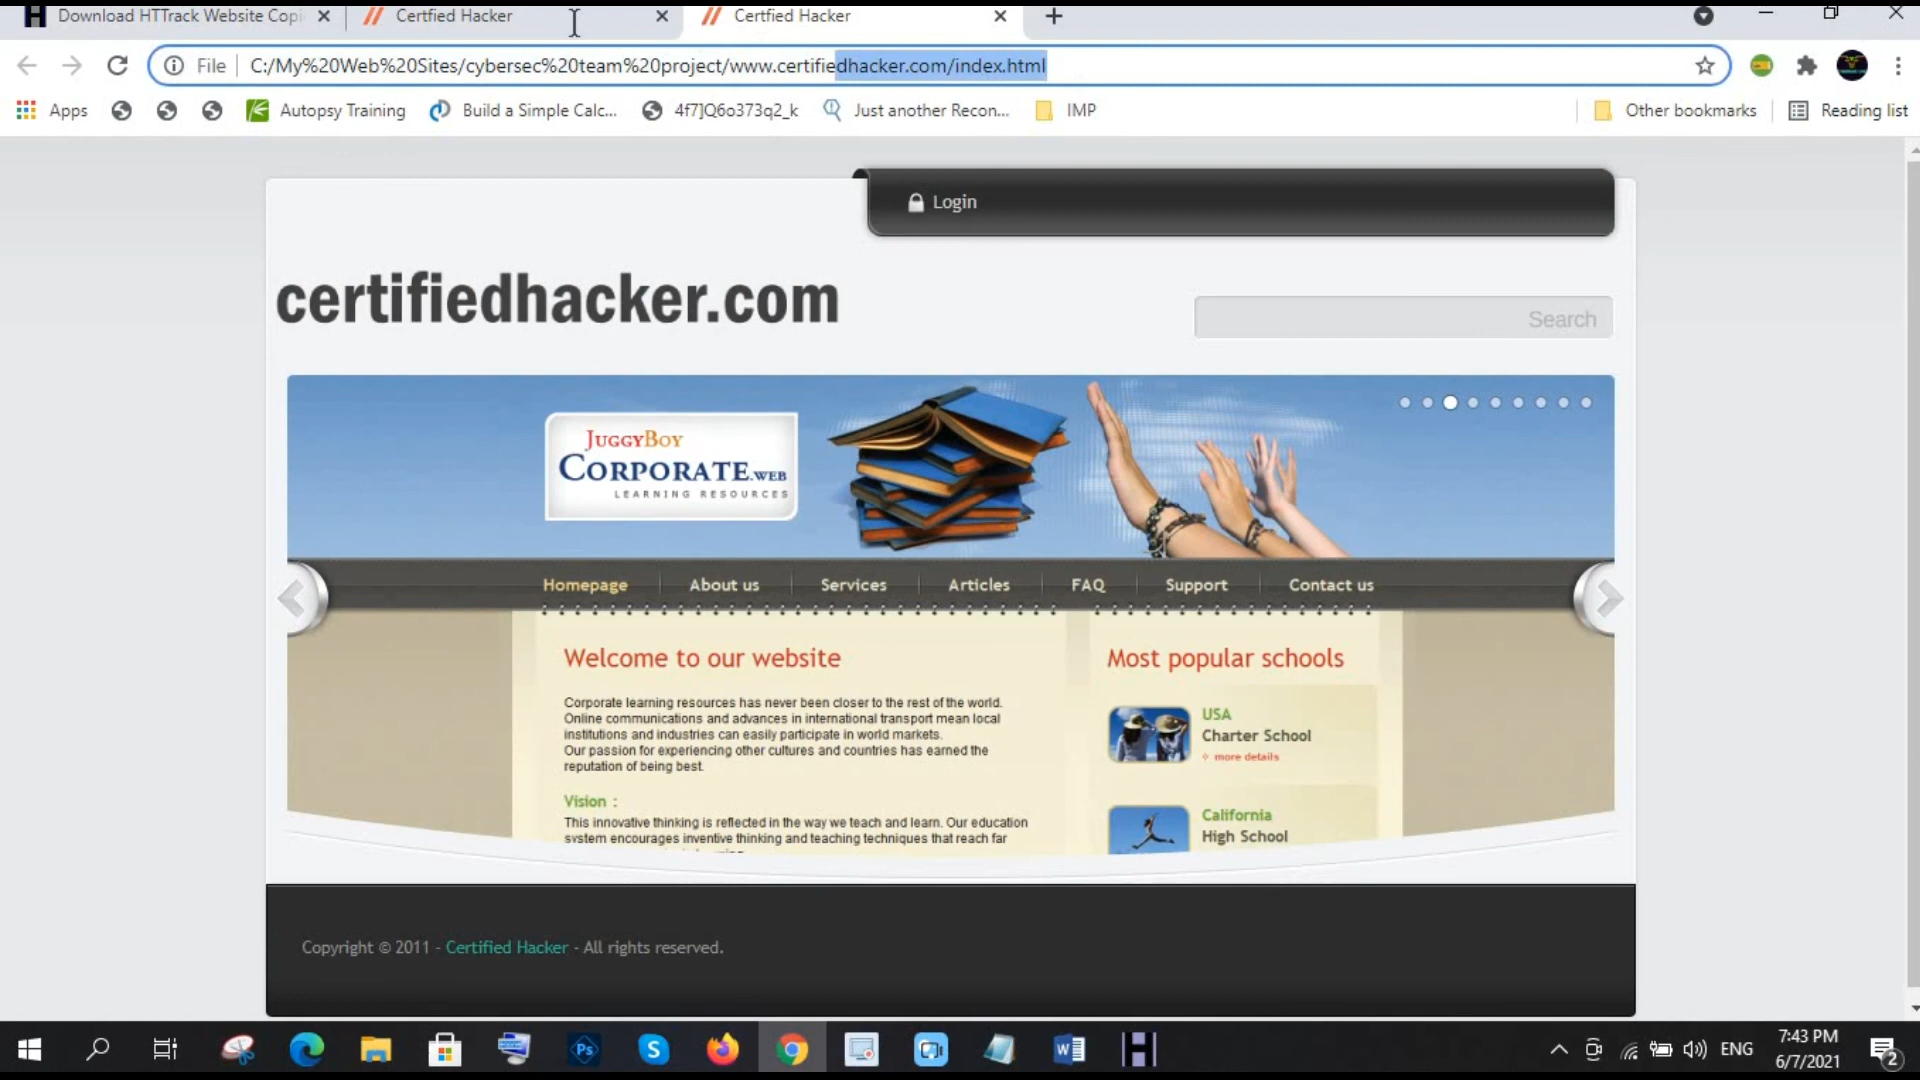 Download HTTrack Website Copi
Certfied Hacker
Certfied Hacker
File
C:/My%20Web%20Sites/cybersec%20team%20project/www.certifiedhacker.com/index.html
Apps
Autopsy Training
Build a Simple Calc...
4f7]Q6o373q2_k
Just another Recon...
IMP
Other bookmarks
Reading list
Login
certifiedhacker.com
Search
JuggyBoy
Corporate.web
LEARNING RESOURCES
Homepage
About us
Services
Articles
FAQ
Support
Contact us
Welcome to our website
Corporate learning resources has never been closer to the rest of the world.
Online communications and advances in international transport mean local
institutions and industries can easily participate in world markets.
Our passion for experiencing other cultures and countries has earned the
reputation of being best.
Vision :
This innovative thinking is reflected in the way we teach and learn. Our education
system encourages inventive thinking and teaching techniques that reach far
Most popular schools
USA
Charter School
more details
California
High School
Copyright © 2011 - Certified Hacker - All rights reserved.
Ps
ENG
7:43 PM
6/7/2021
2